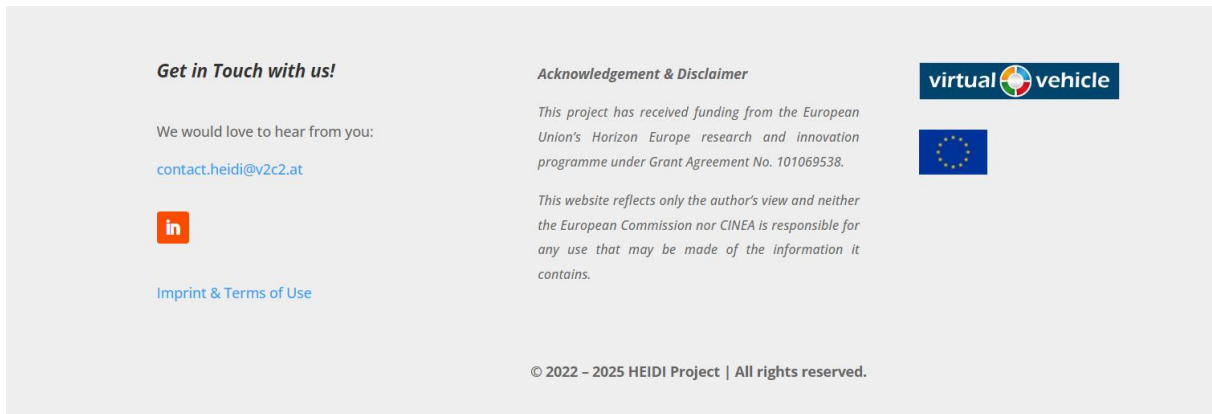 Get in Touch with us!
We would love to hear from you:
contact.heidi@v2c2.at
in
Imprint & Terms of Use
Acknowledgement & Disclaimer
This project has received funding from the European
Union’s Horizon Europe research and innovation
programme under Grant Agreement No. 101069538.
This website reflects only the author’s view and neither
the European Commission nor CINEA is responsible for
any use that may be made of the information it
contains.
virtual vehicle
© 2022 – 2025 HEIDI Project | All rights reserved.